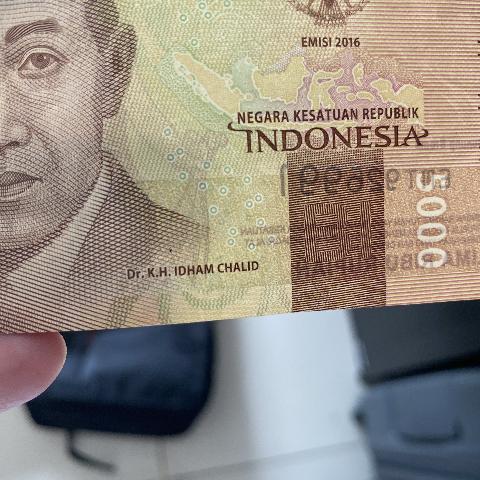 EMISI 2016
NEGARA KESATUAN REPUBLIK
INDONESIA
5000
Dr. K.H. IDHAM CHALID